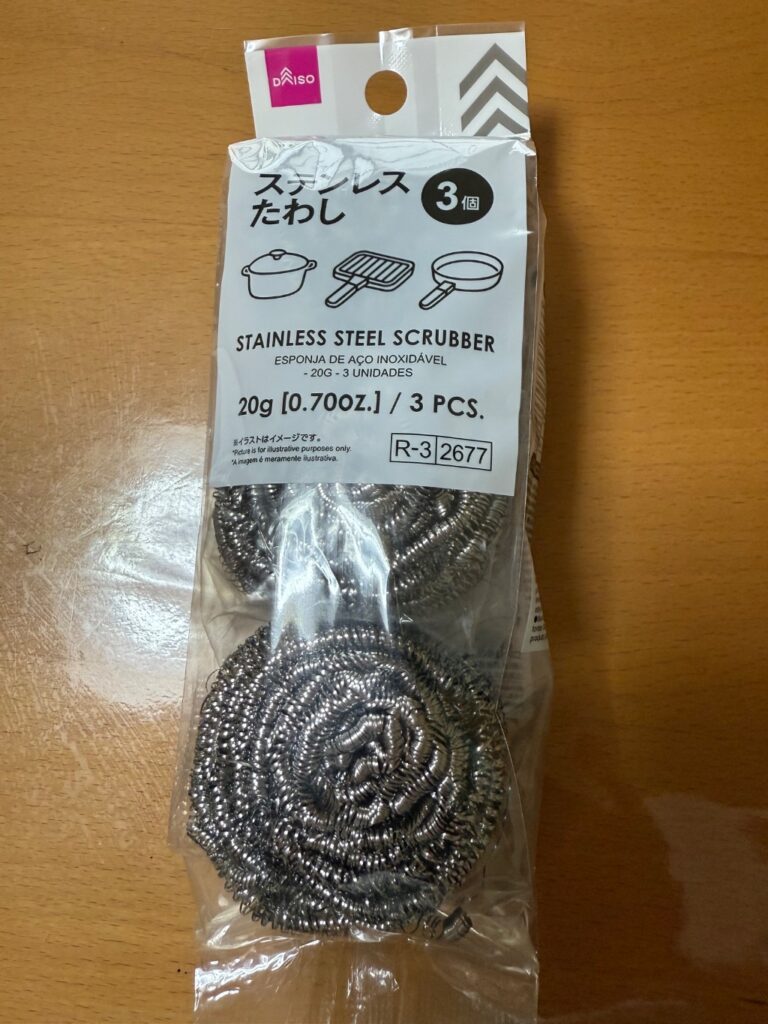 DAISO
ステンレス
たわし
3個
STAINLESS STEEL SCRUBBER
ESPONJA DE AÇO INOXIDÁVEL
- 20G - 3 UNIDADES
20g [0.70OZ.] / 3 PCS.
※イラストはイメージです。
*Picture is for illustrative purposes only.
*A imagem é meramente ilustrativa.
R-3 2677